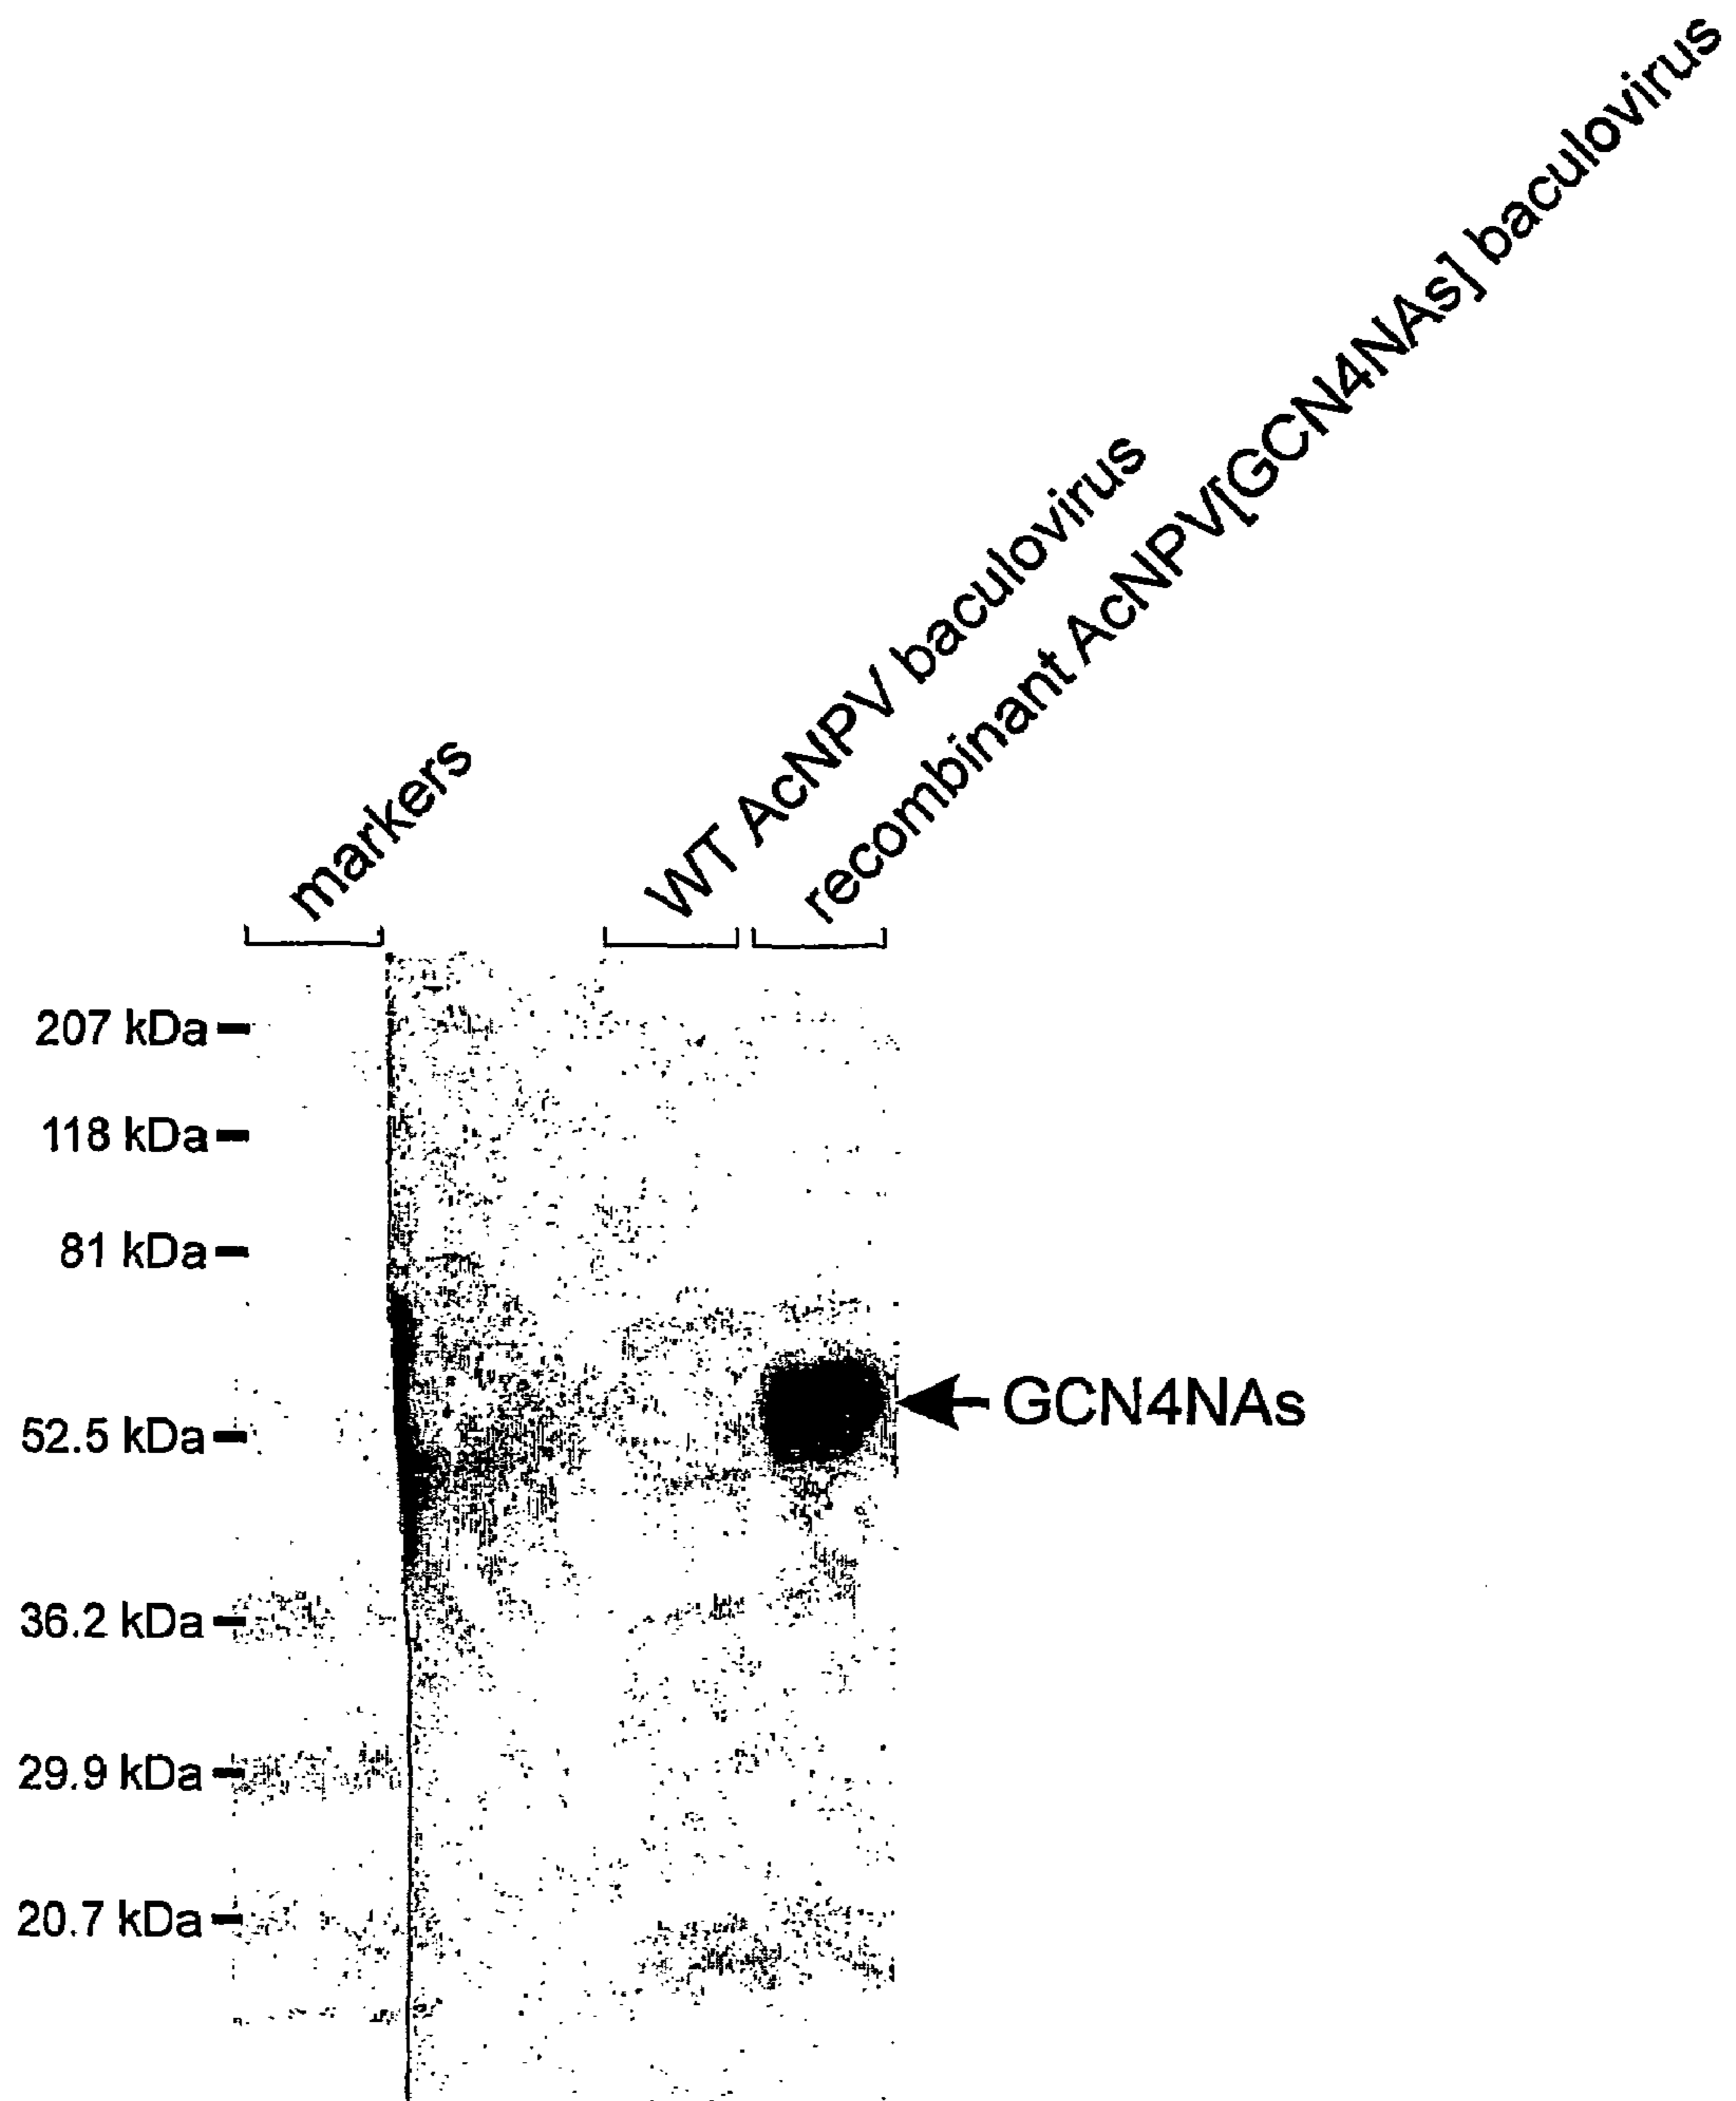 markers
WT AcNPV baculovirus
recombinant AcNPV[GCN4NAs] baculovirus
207 kDa
118 kDa
81 kDa
52.5 kDa
GCN4NAs
36.2 kDa
29.9 kDa
20.7 kDa